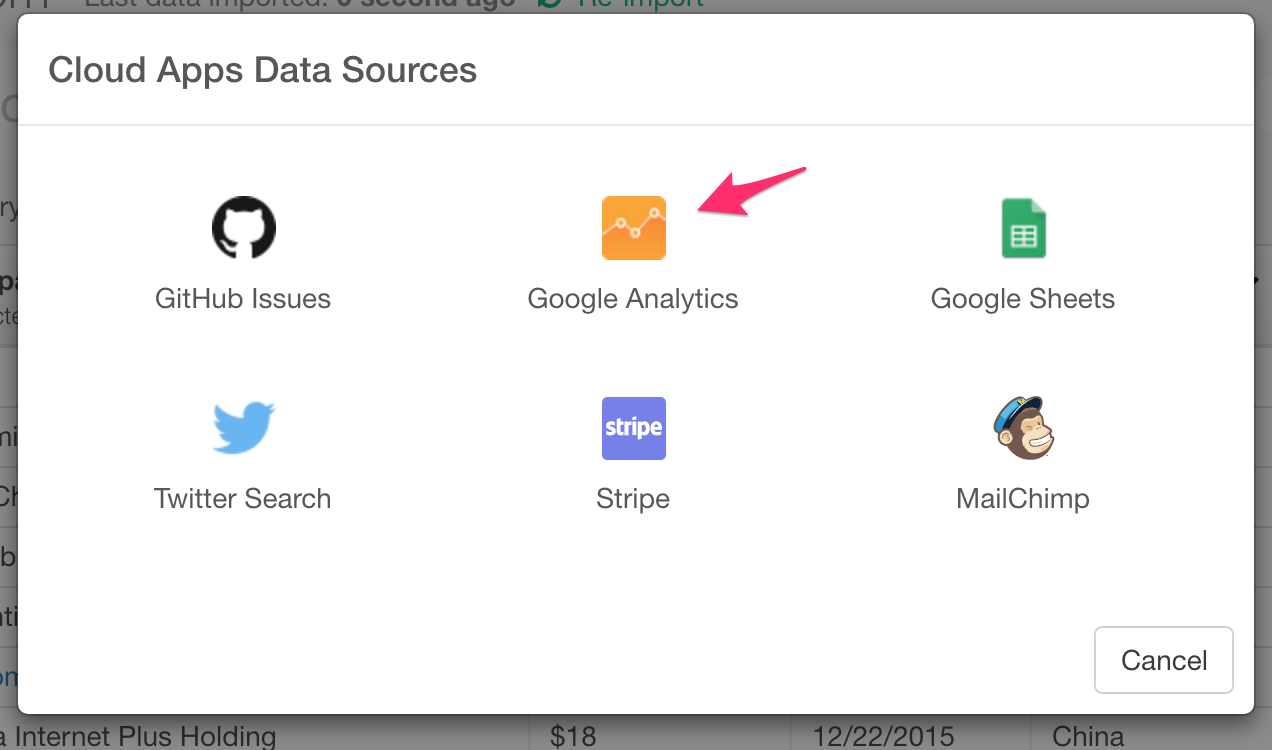 Last data imported: 0 second ago Re-import
Cloud Apps Data Sources
GitHub Issues Google Analytics Google Sheets
stripe
Twitter Search Stripe MailChimp
Cancel
Internet Plus Holding $18 12/22/2015 China